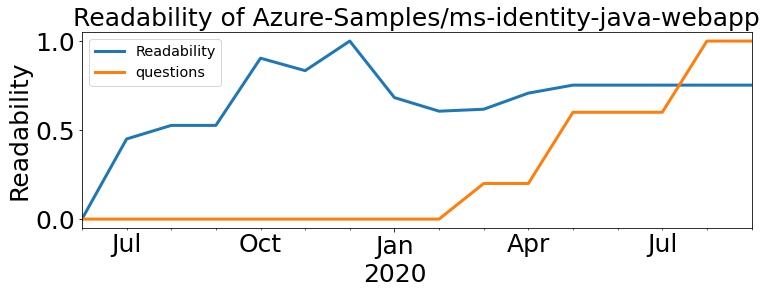 Readability of Azure-Samples/ms-identity-java-webapp
Readability
questions
Readability
1.0
0.5
0.0
Jul
Oct
Jan
Apr
Jul
2020